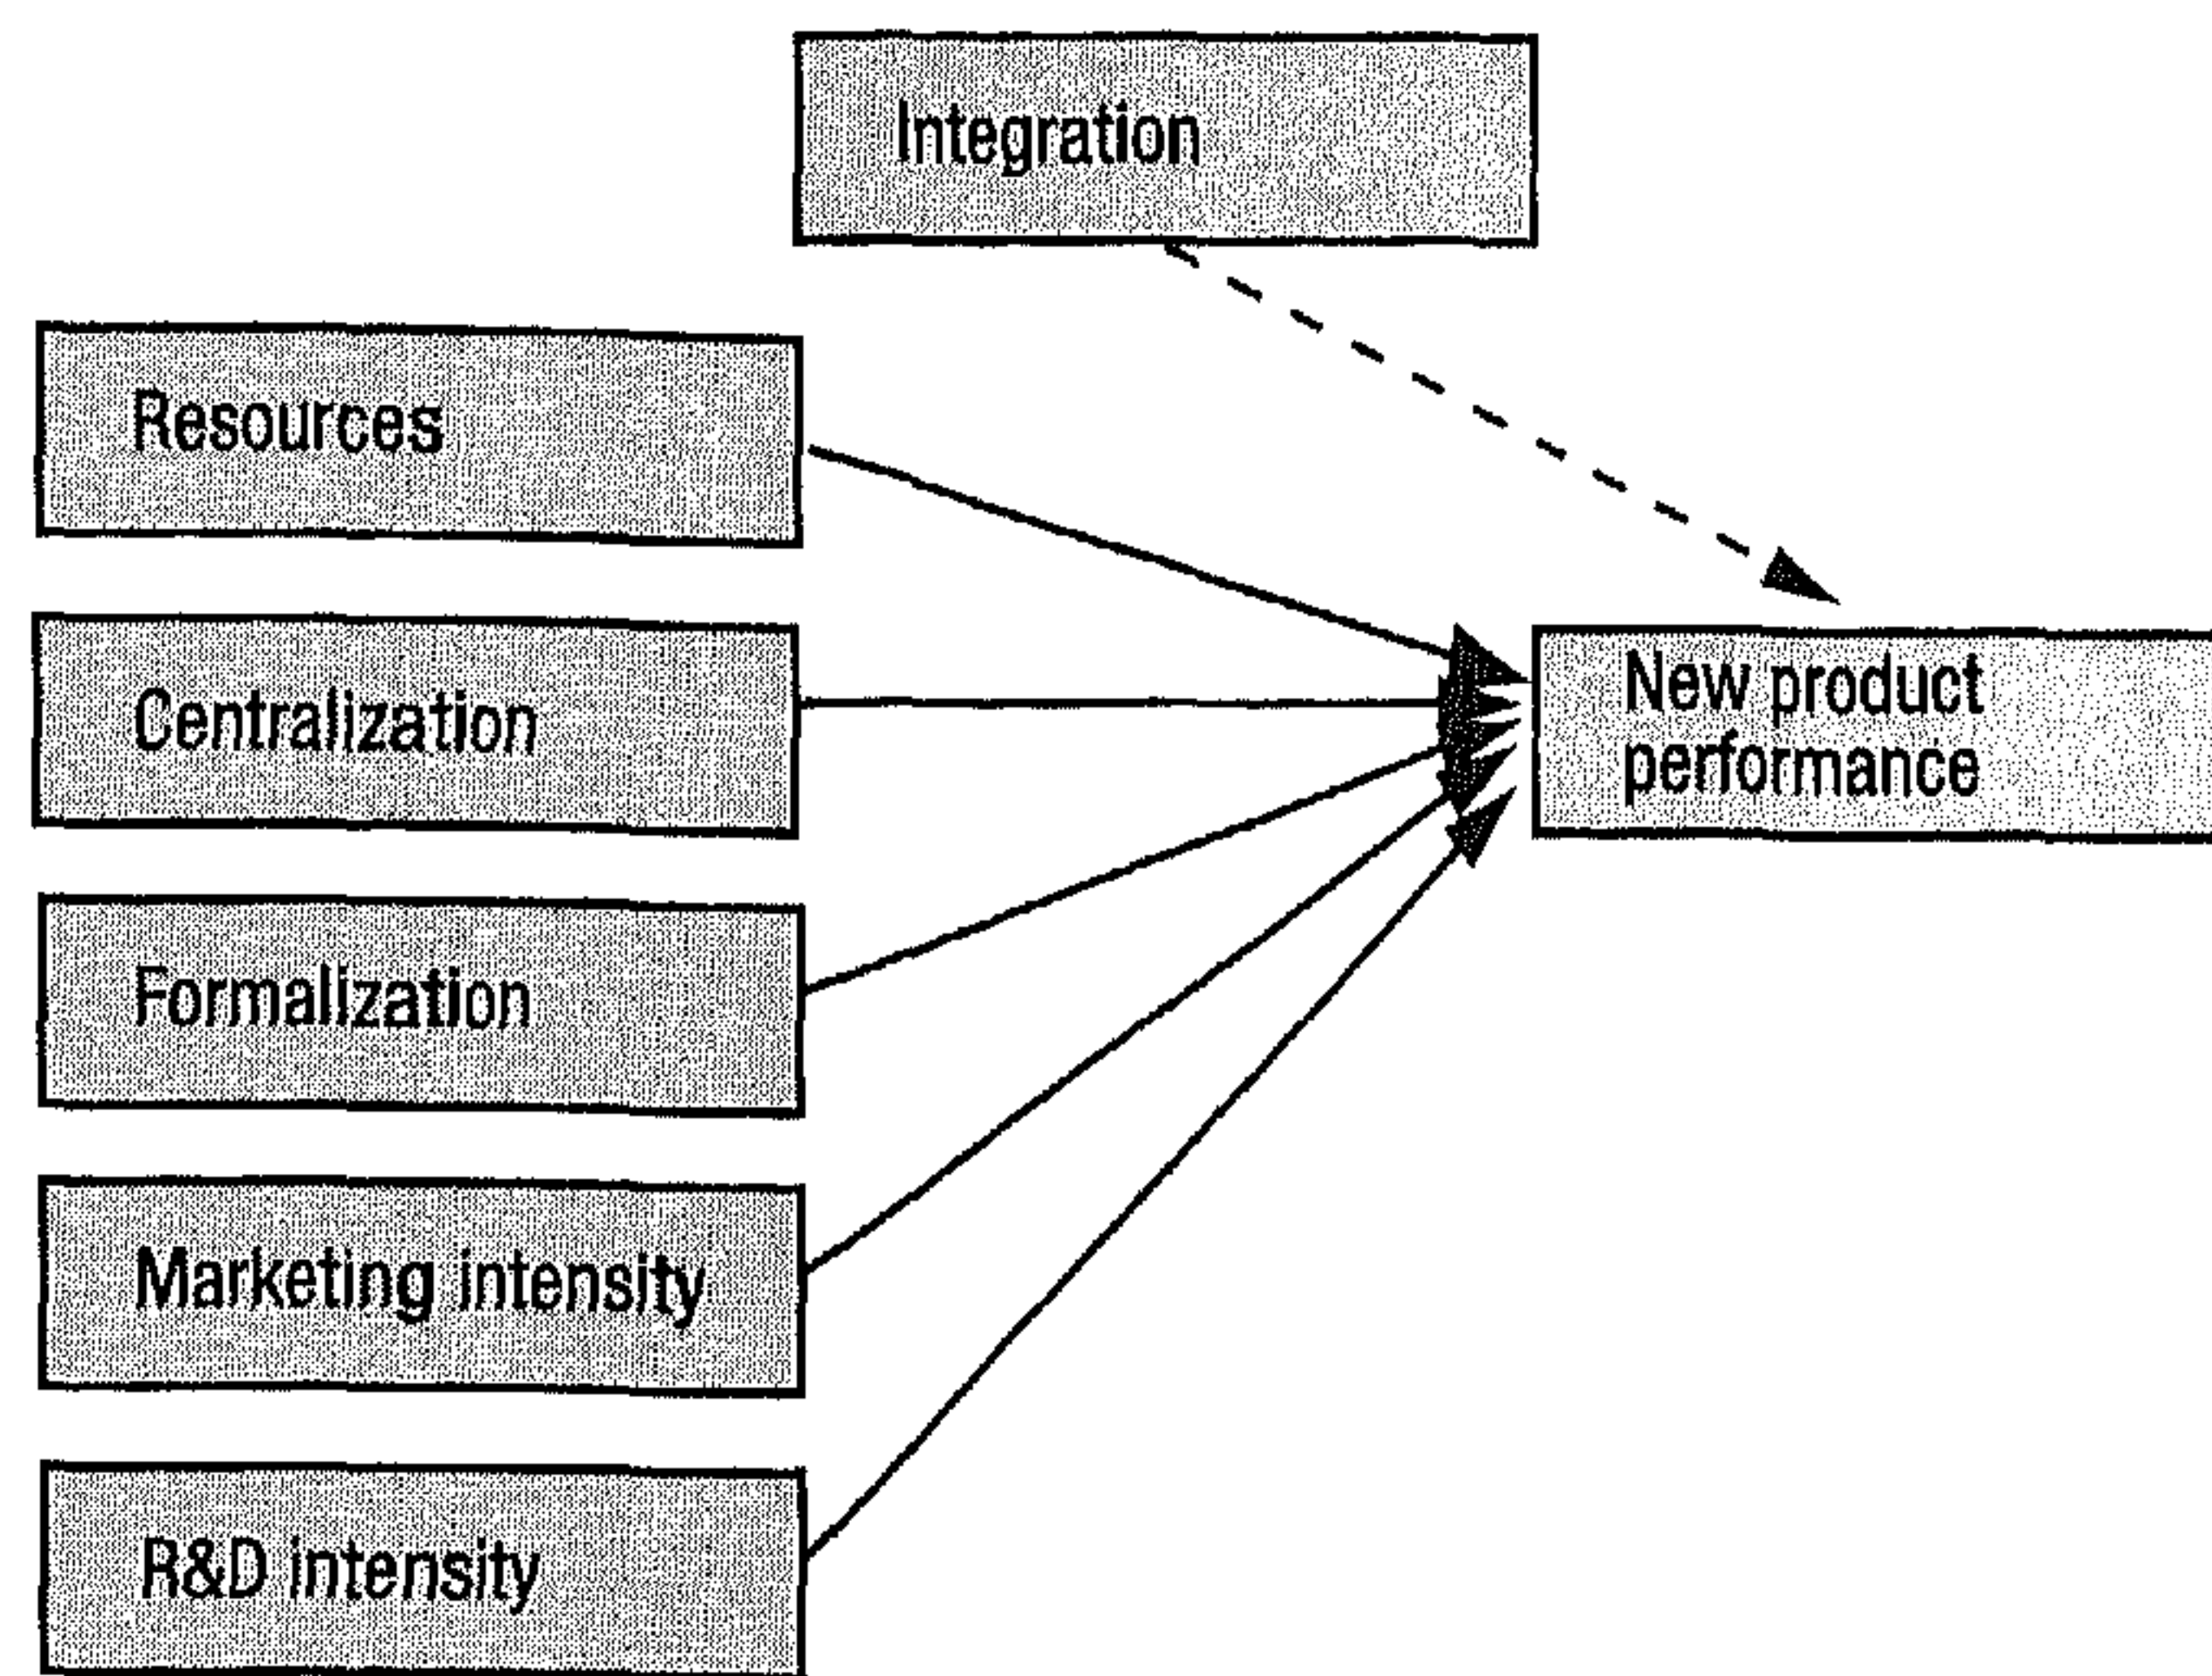 Integration
Resources
Centralization
Formalization
Marketing intensity
R&D intensity
New product
performance